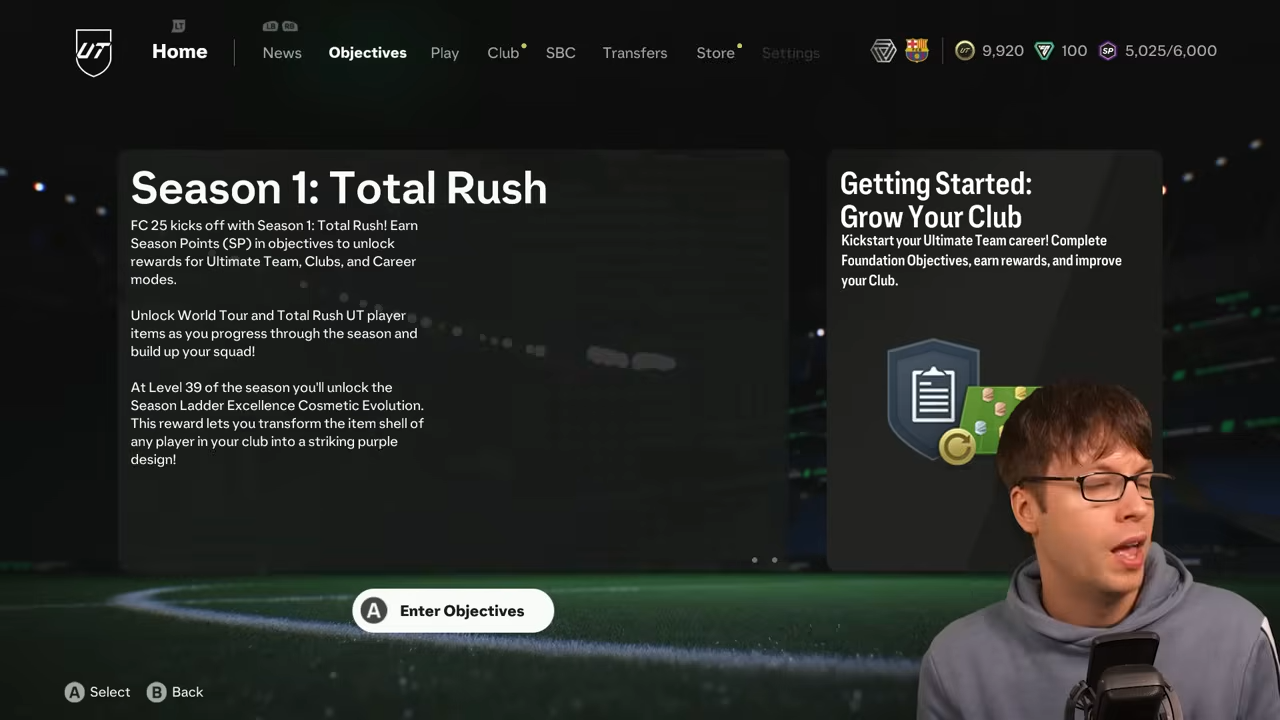 LT
LB RB
UT
Home
News
Objectives
Play
Club
SBC
Transfers
Store
Settings
UT 9,920
100
SP 5,025/6,000
Season 1: Total Rush
FC 25 kicks off with Season 1: Total Rush! Earn
Season Points (SP) in objectives to unlock
rewards for Ultimate Team, Clubs, and Career
modes.
Unlock World Tour and Total Rush UT player
items as you progress through the season and
build up your squad!
At Level 39 of the season you'll unlock the
Season Ladder Excellence Cosmetic Evolution.
This reward lets you transform the item shell of
any player in your club into a striking purple
design!
Getting Started:
Grow Your Club
Kickstart your Ultimate Team career! Complete
Foundation Objectives, earn rewards, and improve
your Club.
A Enter Objectives
A Select
B Back